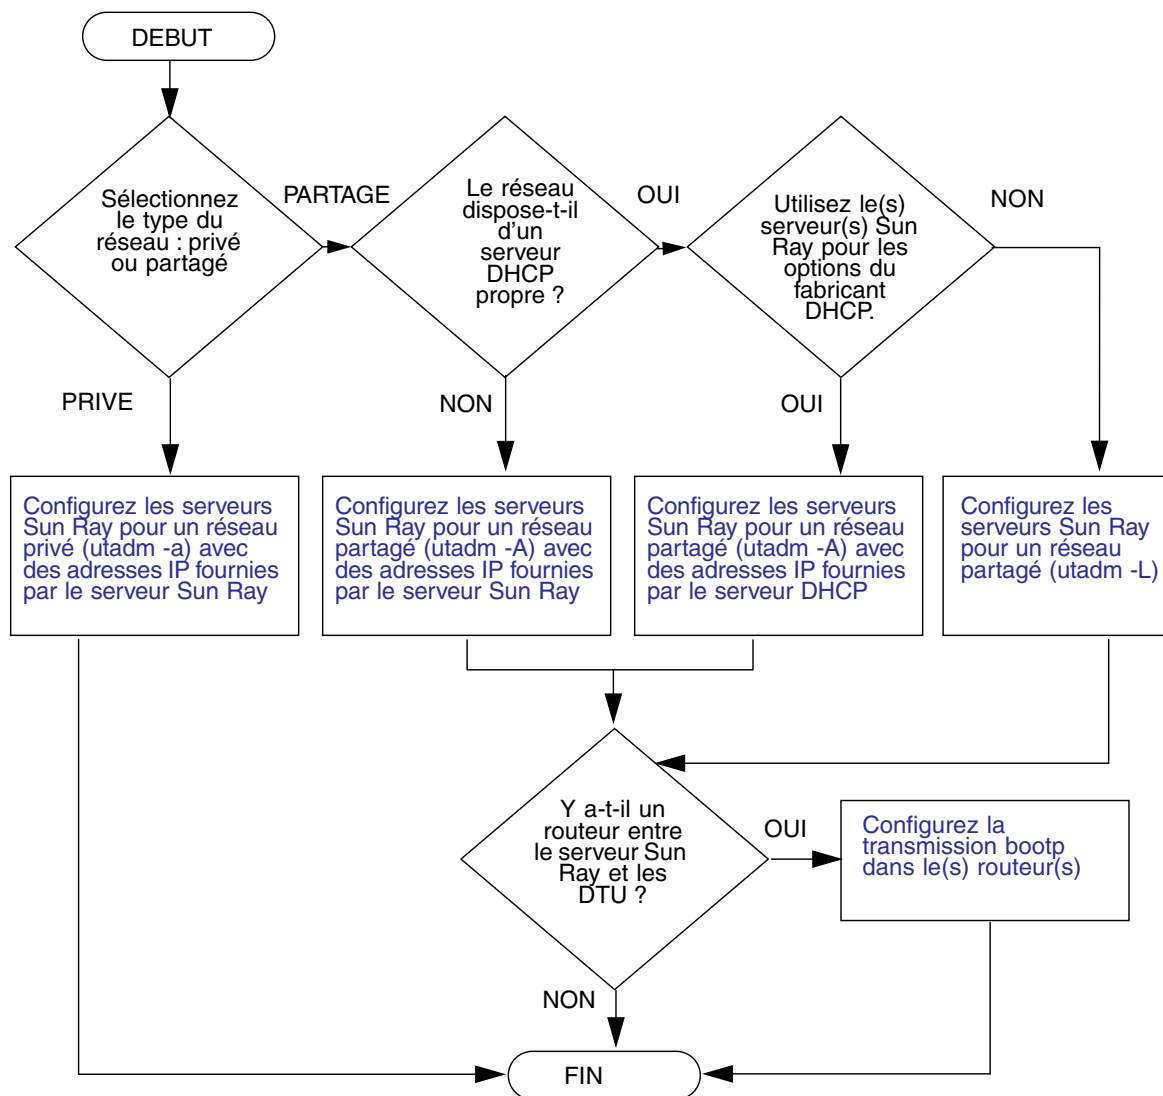 DEBUT
Sélectionnez
le type du
réseau : privé
ou partagé
PARTAGE
Le réseau
dispose-t-il
d'un
serveur
DHCP
propre ?
OUI
Utilisez le(s)
serveur(s) Sun
Ray pour les
options du
fabricant
DHCP.
NON
PRIVE
NON
OUI
Configurez les serveurs
Sun Ray pour un réseau
privé (utadm -a) avec
des adresses IP fournies
par le serveur Sun Ray
Configurez les serveurs
Sun Ray pour un réseau
partagé (utadm -A) avec
des adresses IP fournies
par le serveur Sun Ray
Configurez les serveurs
Sun Ray pour un réseau
partagé (utadm -A) avec
des adresses IP fournies
par le serveur DHCP
Configurez les
serveurs Sun Ray
pour un réseau
partagé (utadm -L)
Y a-t-il un
routeur entre
le serveur Sun
Ray et les
DTU ?
OUI
Configurez la
transmission bootp
dans le(s) routeur(s)
NON
FIN